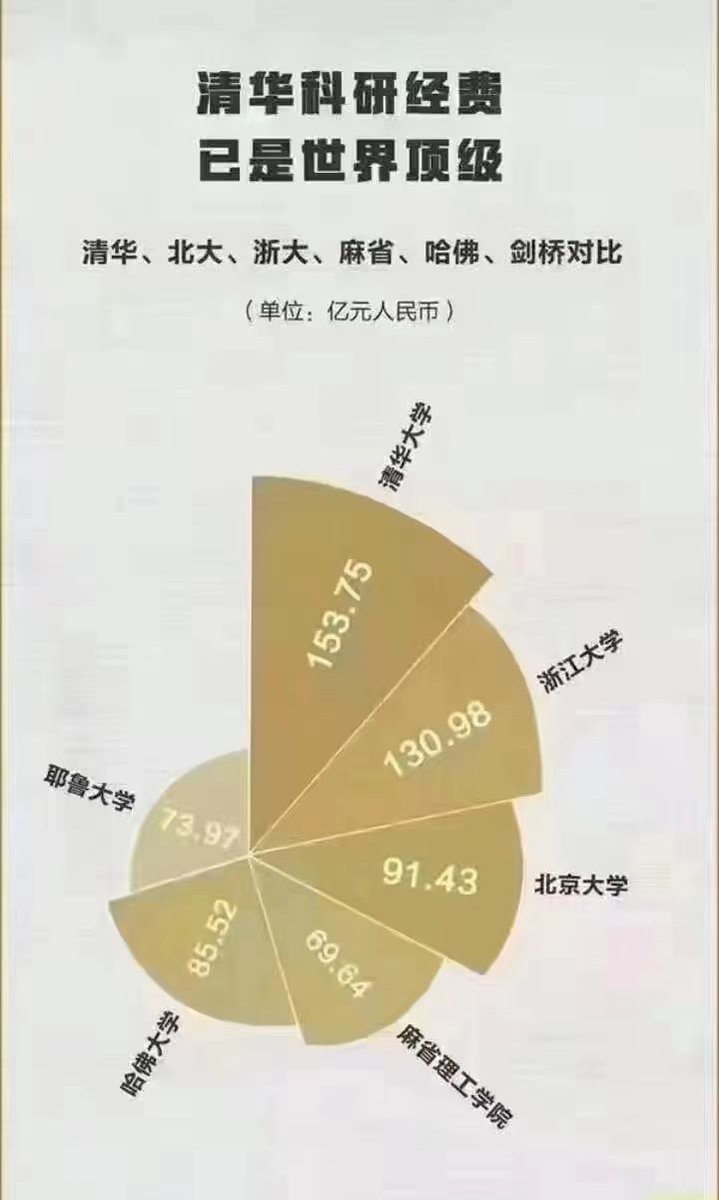 清华科研经费
已是世界顶级
清华、北大、浙大、麻省、哈佛、剑桥对比
（单位：亿元人民币）
清华大学
153.75
浙江大学
130.98
北京大学
91.43
麻省理工学院
69.64
哈佛大学
85.52
耶鲁大学
73.97